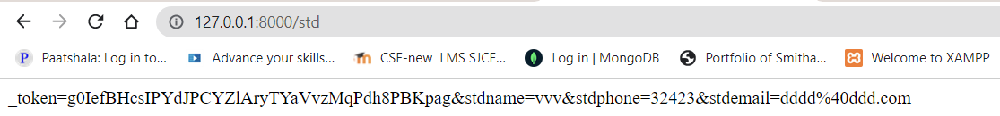 127.0.0.1:8000/std
Paatshala: Log in to... Advance your skills... CSE-new LMS SJCE... Log in | MongoDB Portfolio of Smitha... Welcome to XAMPP
_token=g0IefBHcsIPYdJPCYZlAryTYaVvzMqPdh8PBKpag&stdname=vvv&stdphone=32423&stdemail=dddd%40ddd.com